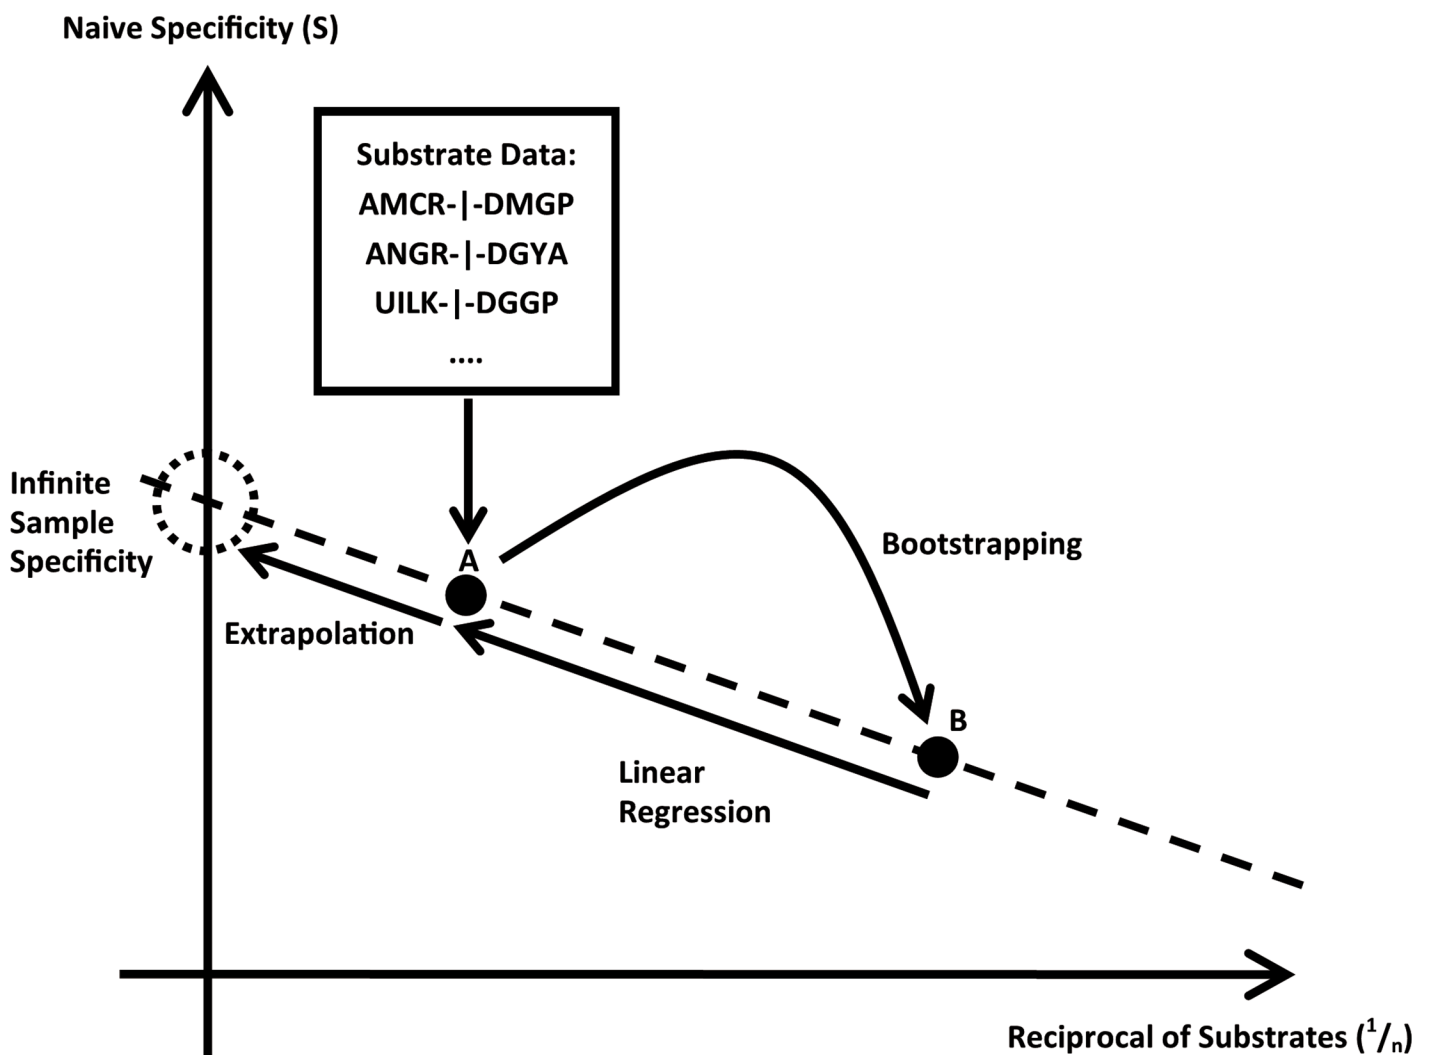 Naive Specificity (S)
Substrate Data:
AMCR-|-DMGP
ANGR-|-DGYA
UILK-|-DGGP
....
Infinite
Sample
Specificity
A
Bootstrapping
Extrapolation
B
Linear
Regression
Reciprocal of Substrates (1/n)